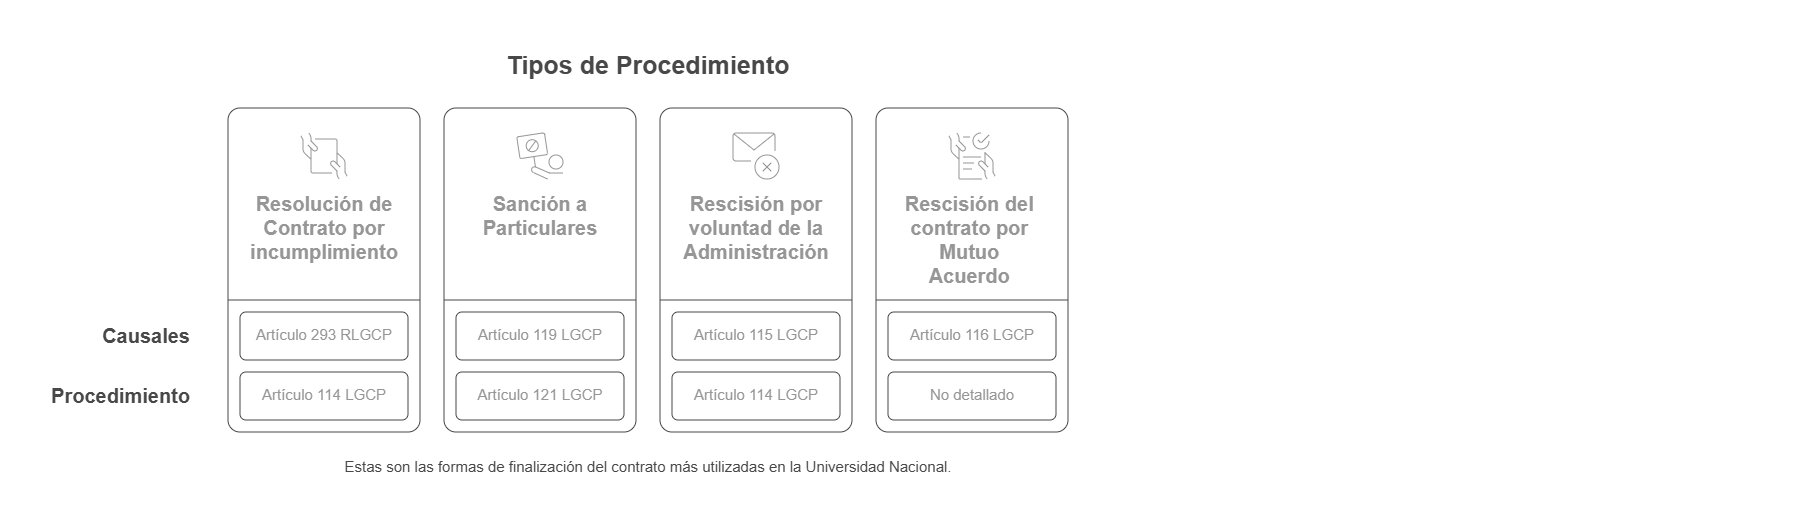 Tipos de Procedimiento
Resolución de
Contrato por
incumplimiento
Sanción a
Particulares
Rescisión por
voluntad de la
Administración
Rescisión del
contrato por
Mutuo
Acuerdo
Causales
Artículo 293 RLGCP
Artículo 119 LGCP
Artículo 115 LGCP
Artículo 116 LGCP
Procedimiento
Artículo 114 LGCP
Artículo 121 LGCP
Artículo 114 LGCP
No detallado
Estas son las formas de finalización del contrato más utilizadas en la Universidad Nacional.